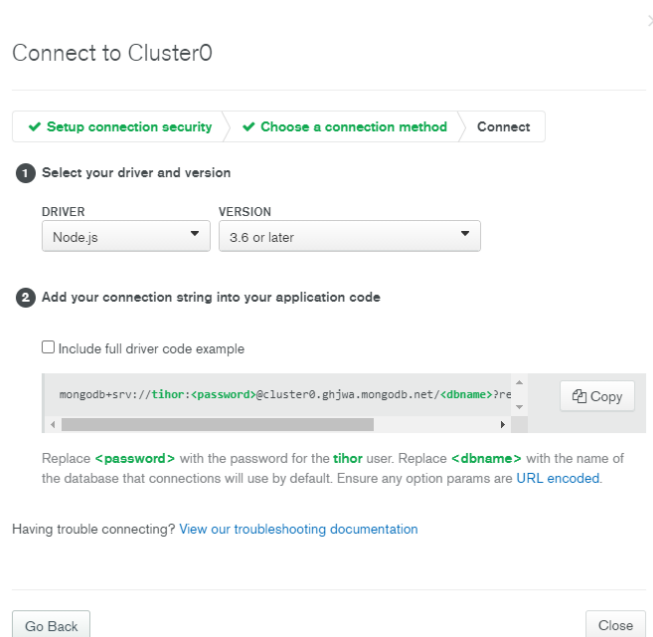 Connect to Cluster0
✔ Setup connection security
✔ Choose a connection method
Connect
1 Select your driver and version
DRIVER
VERSION
Node.js
3.6 or later
2 Add your connection string into your application code
Include full driver code example
mongodb+srv://tihor:<password>@cluster0.ghjwa.mongodb.net/<dbname>?re
Copy
Replace <password> with the password for the tihor user. Replace <dbname> with the name of
the database that connections will use by default. Ensure any option params are URL encoded.
Having trouble connecting? View our troubleshooting documentation
Go Back
Close